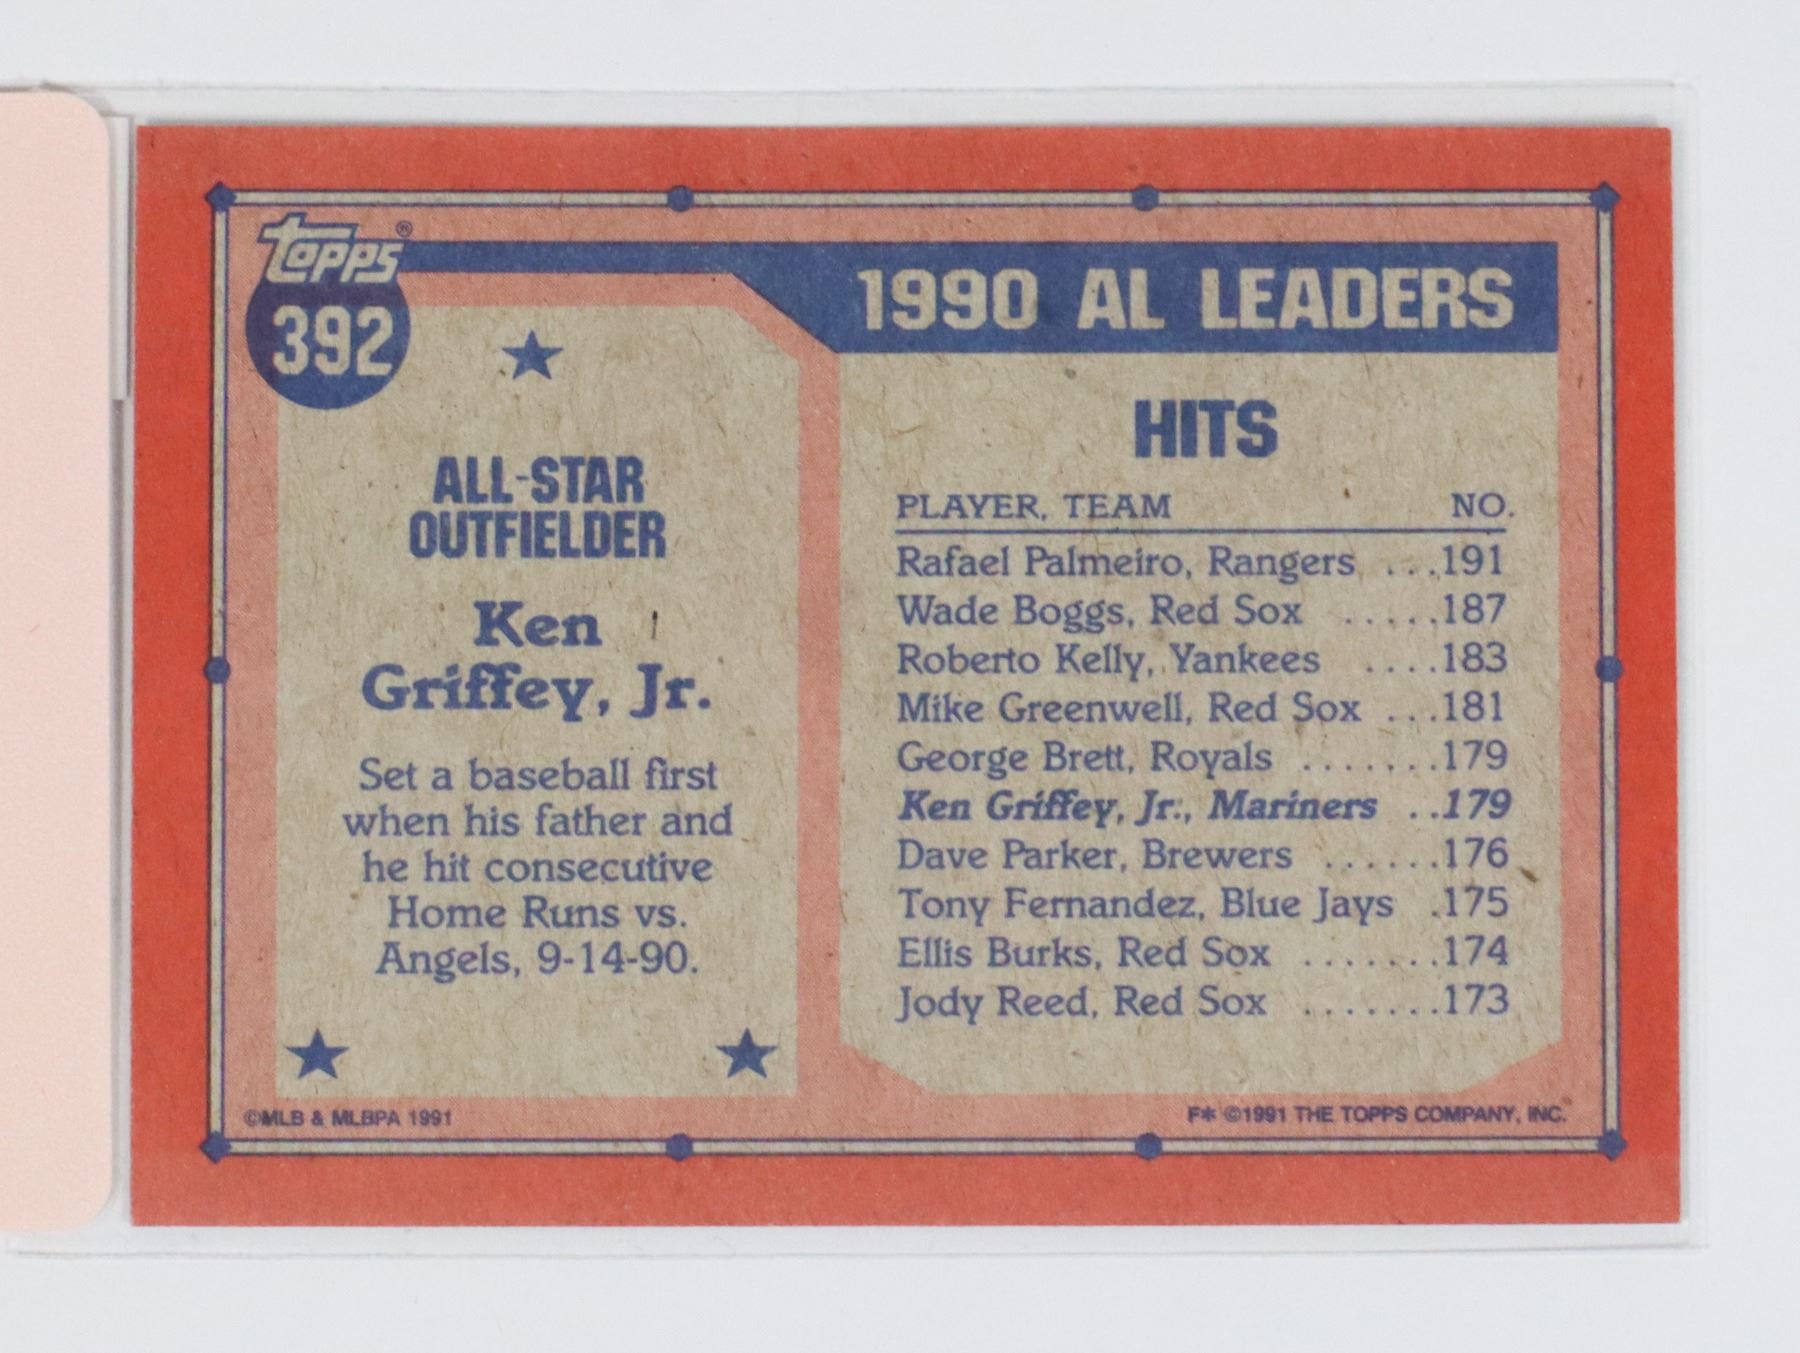 Topps®
392
1990 AL LEADERS
ALL-STAR
OUTFIELDER
Ken
Griffey, Jr.
Set a baseball first
when his father and
he hit consecutive
Home Runs vs.
Angels, 9-14-90.
HITS
PLAYER, TEAM NO.
Rafael Palmeiro, Rangers ...191
Wade Boggs, Red Sox .....187
Roberto Kelly, Yankees ....183
Mike Greenwell, Red Sox ...181
George Brett, Royals .......179
Ken Griffey, Jr., Mariners ..179
Dave Parker, Brewers ......176
Tony Fernandez, Blue Jays .175
Ellis Burks, Red Sox .......174
Jody Reed, Red Sox .......173
©MLB & MLBPA 1991
F* ©1991 THE TOPPS COMPANY, INC.